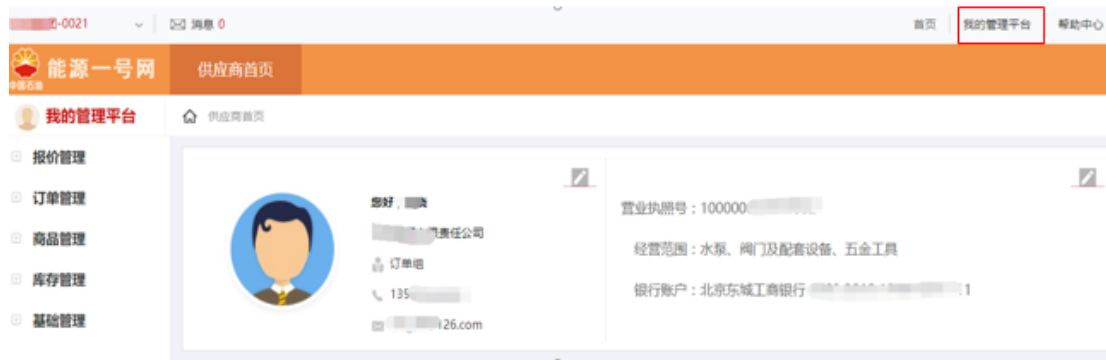 -0021 消息 0 首页 我的管理平台 帮助中心
能源一号网 供应商首页
中国石油
我的管理平台 供应商首页
报价管理
订单管理
商品管理
库存管理
基础管理
您好，
责任公司
订单组
135
126.com
营业执照号：100000
经营范围：水泵、阀门及配套设备、五金工具
银行账户：北京东城工商银行 1